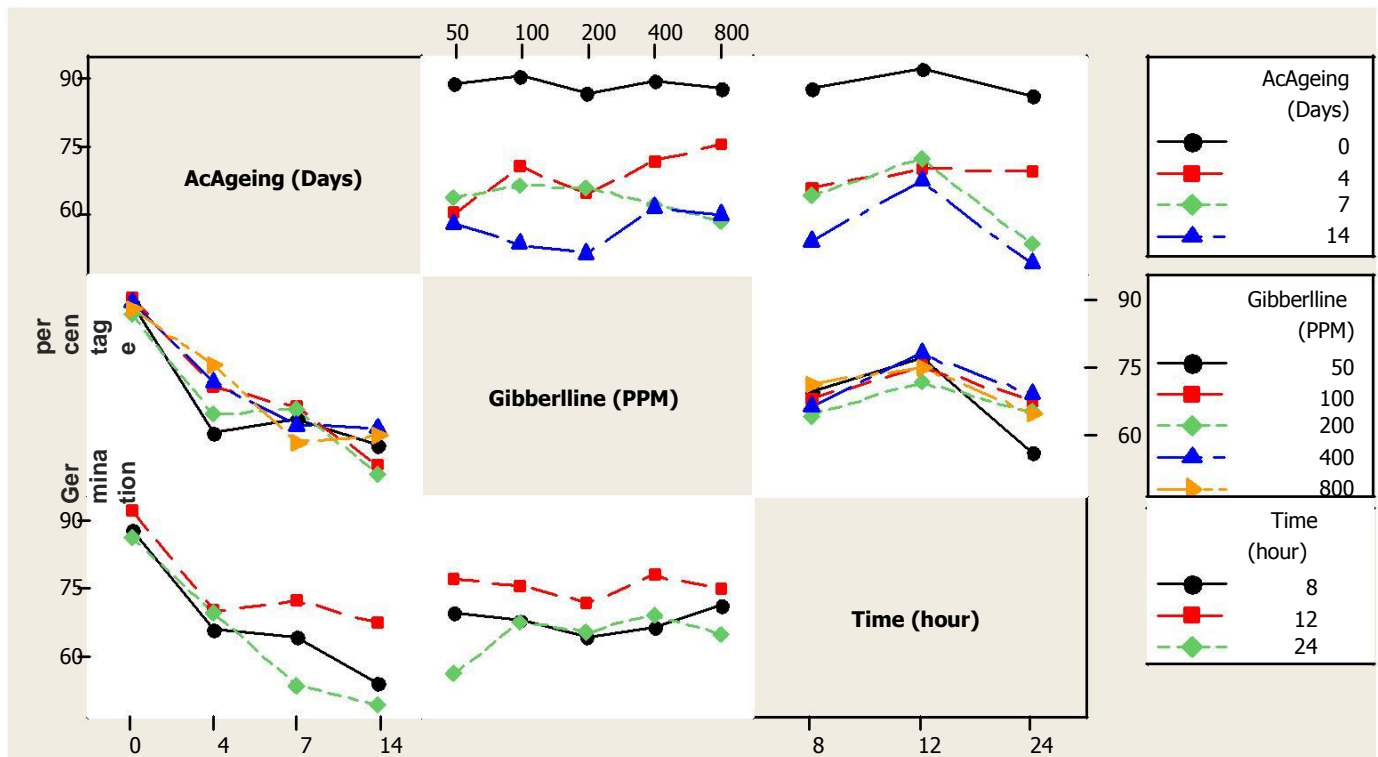 50 100 200 400 800
90
75
60
AcAgeing (Days)
AcAgeing
(Days)
0
4
7
14
per
cen
tag
e
Ger
mina
tion
Gibberlline (PPM)
90
75
60
Gibberlline
(PPM)
50
100
200
400
800
90
75
60
Time (hour)
Time
(hour)
8
12
24
0 4 7 14
8 12 24